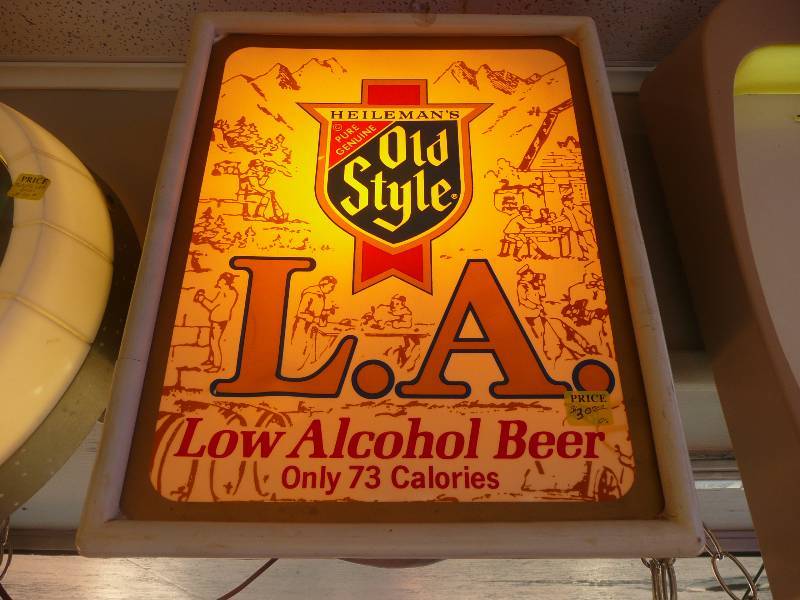 HEILEMAN'S
© PURE
GENUINE
Old
Style®
L.A.
Low Alcohol Beer
Only 73 Calories
PRICE
PRICE